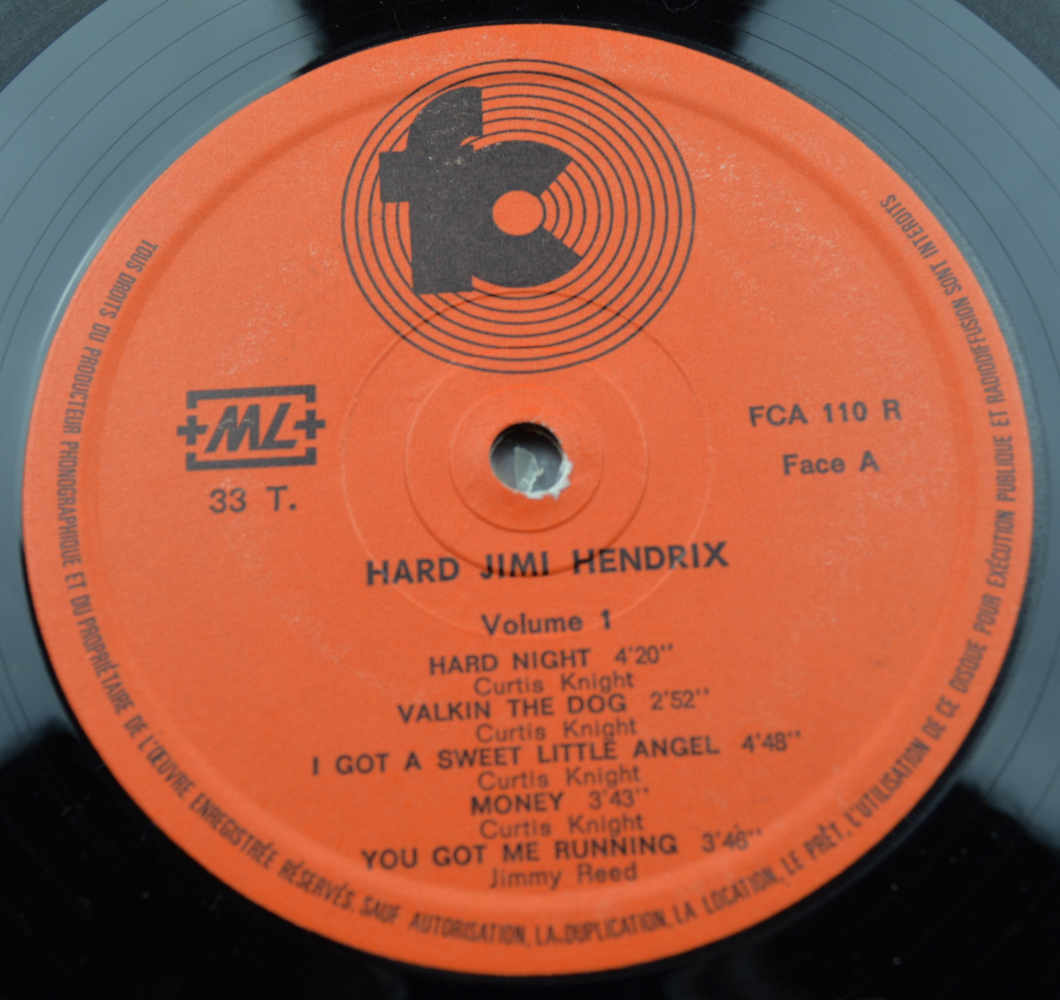 fc
TOUS DROITS DU PRODUCTEUR PHONOGRAPHIQUE ET DU PROPRIÉTAIRE DE L'ŒUVRE ENREGISTRÉE RÉSERVÉS. SAUF AUTORISATION, LA DUPLICATION, LA LOCATION, LE PRÊT, L'UTILISATION DE CE DISQUE POUR EXÉCUTION PUBLIQUE ET RADIODIFFUSION SONT INTERDITS
+ML+
33 T.
FCA 110 R
Face A
HARD JIMI HENDRIX
Volume 1
HARD NIGHT 4'20''
Curtis Knight
VALKIN THE DOG 2'52''
Curtis Knight
I GOT A SWEET LITTLE ANGEL 4'48''
Curtis Knight
MONEY 3'43''
Curtis Knight
YOU GOT ME RUNNING 3'46''
Jimmy Reed